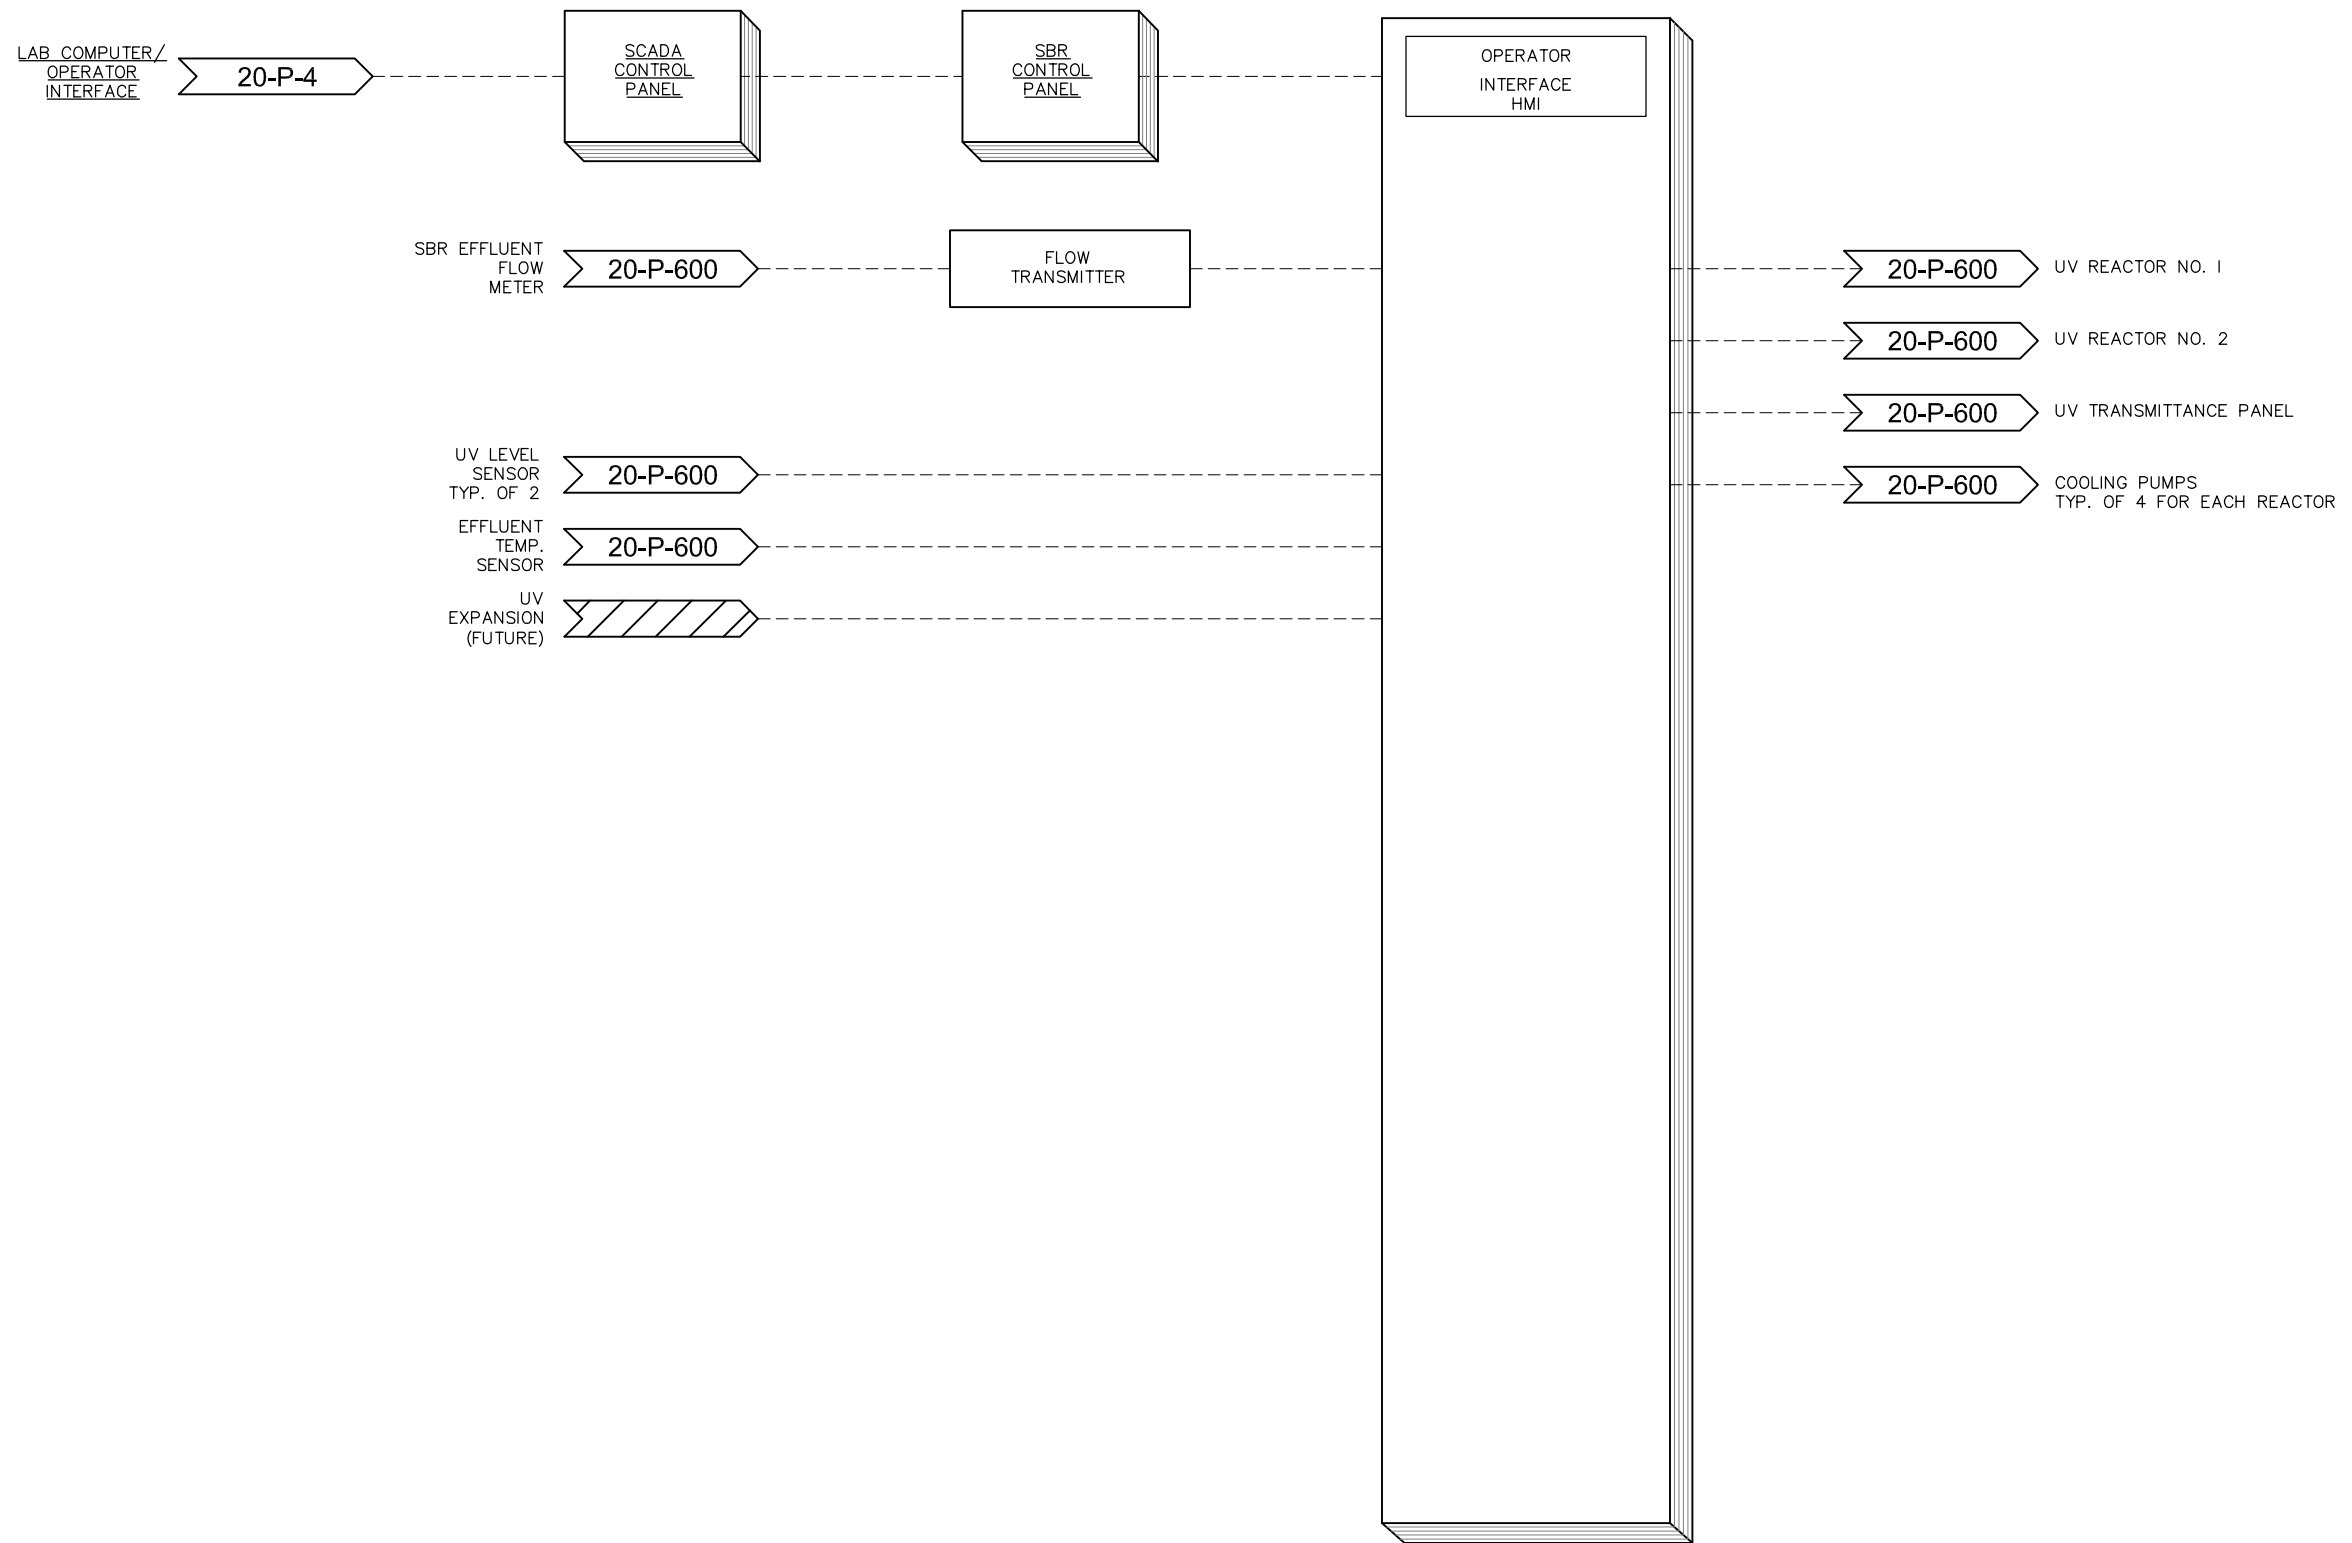 LAB COMPUTER/
OPERATOR
INTERFACE
20-P-4
SCADA
CONTROL
PANEL
SBR
CONTROL
PANEL
OPERATOR
INTERFACE
HMI
SBR EFFLUENT
FLOW
METER
20-P-600
FLOW
TRANSMITTER
20-P-600
UV REACTOR NO. 1
20-P-600
UV REACTOR NO. 2
20-P-600
UV TRANSMITTANCE PANEL
UV LEVEL
SENSOR
TYP. OF 2
20-P-600
20-P-600
COOLING PUMPS
TYP. OF 4 FOR EACH REACTOR
EFFLUENT
TEMP.
SENSOR
20-P-600
UV
EXPANSION
(FUTURE)